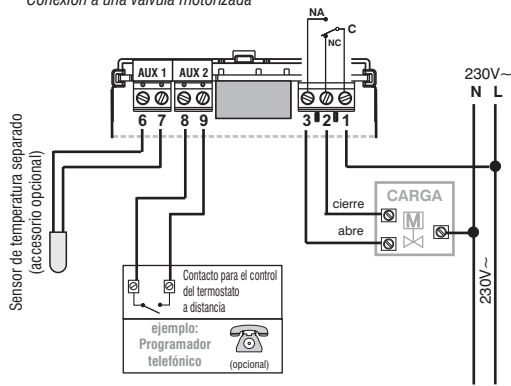 Conexión a una válvula motorizada
NA
C
NC
AUX 1 AUX 2
230V~
N L
6 7 8 9 3 2 1
Sensor de temperatura separado
(accesorio opcional)
cierre
abre
CARGA
M
230V~
Contacto para el control
del termostato
a distancia
ejemplo:
Programador
telefónico
(opcional)